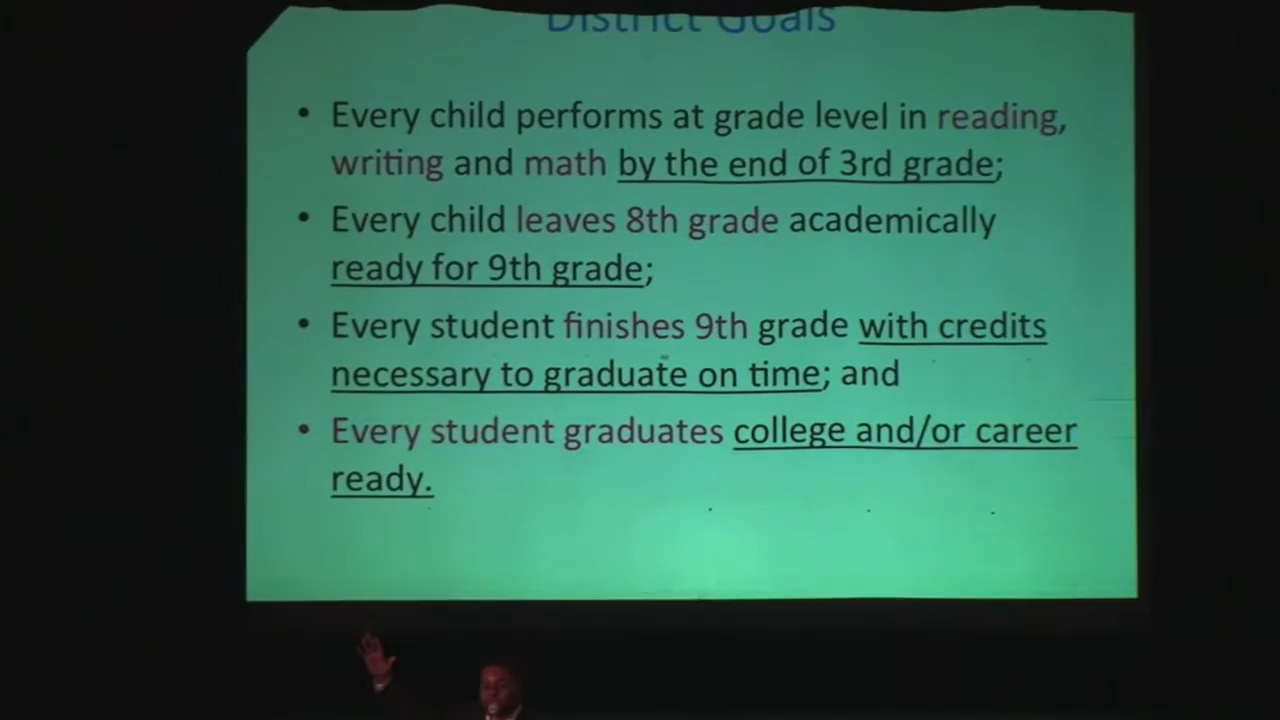 District Goals
• Every child performs at grade level in reading,
writing and math by the end of 3rd grade;
• Every child leaves 8th grade academically
ready for 9th grade;
• Every student finishes 9th grade with credits
necessary to graduate on time; and
• Every student graduates college and/or career
ready.